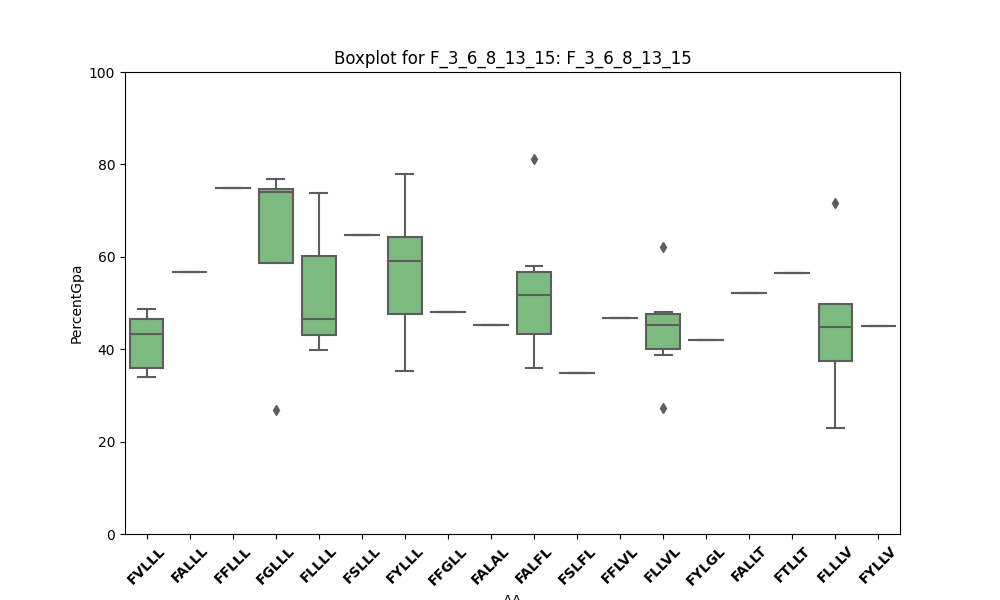 Boxplot for F_3_6_8_13_15: F_3_6_8_13_15
100
80
60
40
20
0
PercentGpa
FVLLL FALLL FFLLL FGLLL FLLLL FSLLL FYLLL FFGLL FALAL FALFL FSLFL FFLVL FLLVL FYLGL FALLT FTLLT FLLLV FYLLV
AA